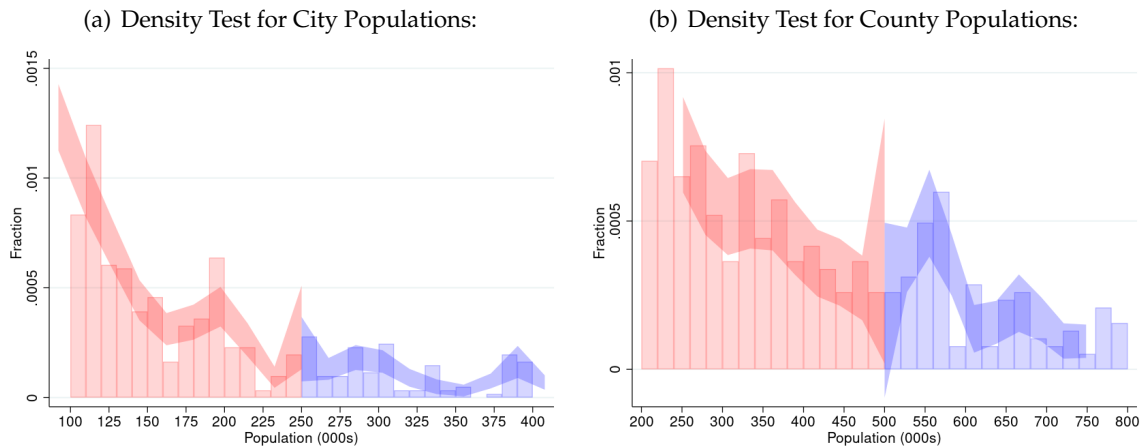 (a) Density Test for City Populations:
.0015
.001
.0005
0
Fraction
100 125 150 175 200 225 250 275 300 325 350 375 400
Population (000s)
(b) Density Test for County Populations:
.001
.0005
0
Fraction
200 250 300 350 400 450 500 550 600 650 700 750 800
Population (000s)